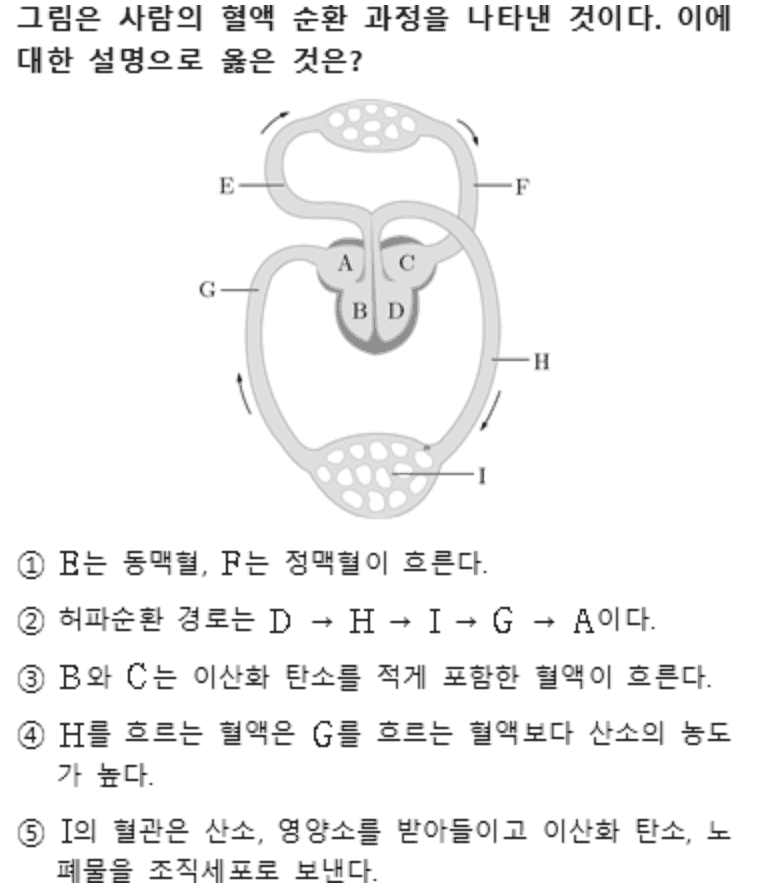 그림은 사람의 혈액 순환 과정을 나타낸 것이다. 이에
대한 설명으로 옳은 것은?
E
F
A
C
G
B
D
H
I
① E는 동맥혈, F는 정맥혈이 흐른다.
② 허파순환 경로는 D → H → I → G → A이다.
③ B와 C는 이산화 탄소를 적게 포함한 혈액이 흐른다.
④ H를 흐르는 혈액은 G를 흐르는 혈액보다 산소의 농도
가 높다.
⑤ I의 혈관은 산소, 영양소를 받아들이고 이산화 탄소, 노
폐물을 조직세포로 보낸다.